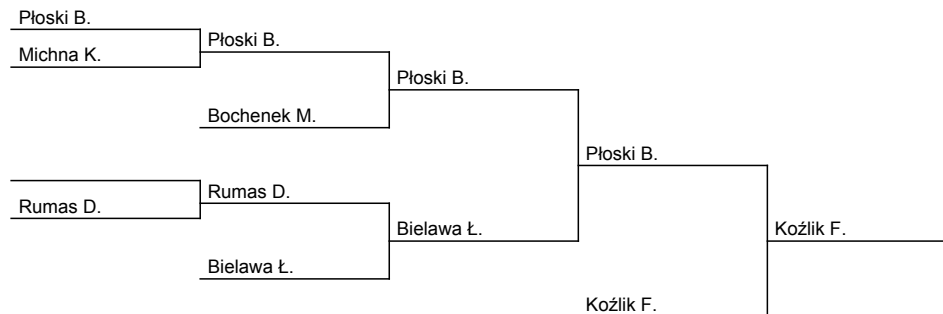 Płoski B.
Michna K.
Płoski B.
Bochenek M.
Płoski B.
Płoski B.
Rumas D.
Rumas D.
Bielawa Ł.
Bielawa Ł.
Koźlik F.
Koźlik F.